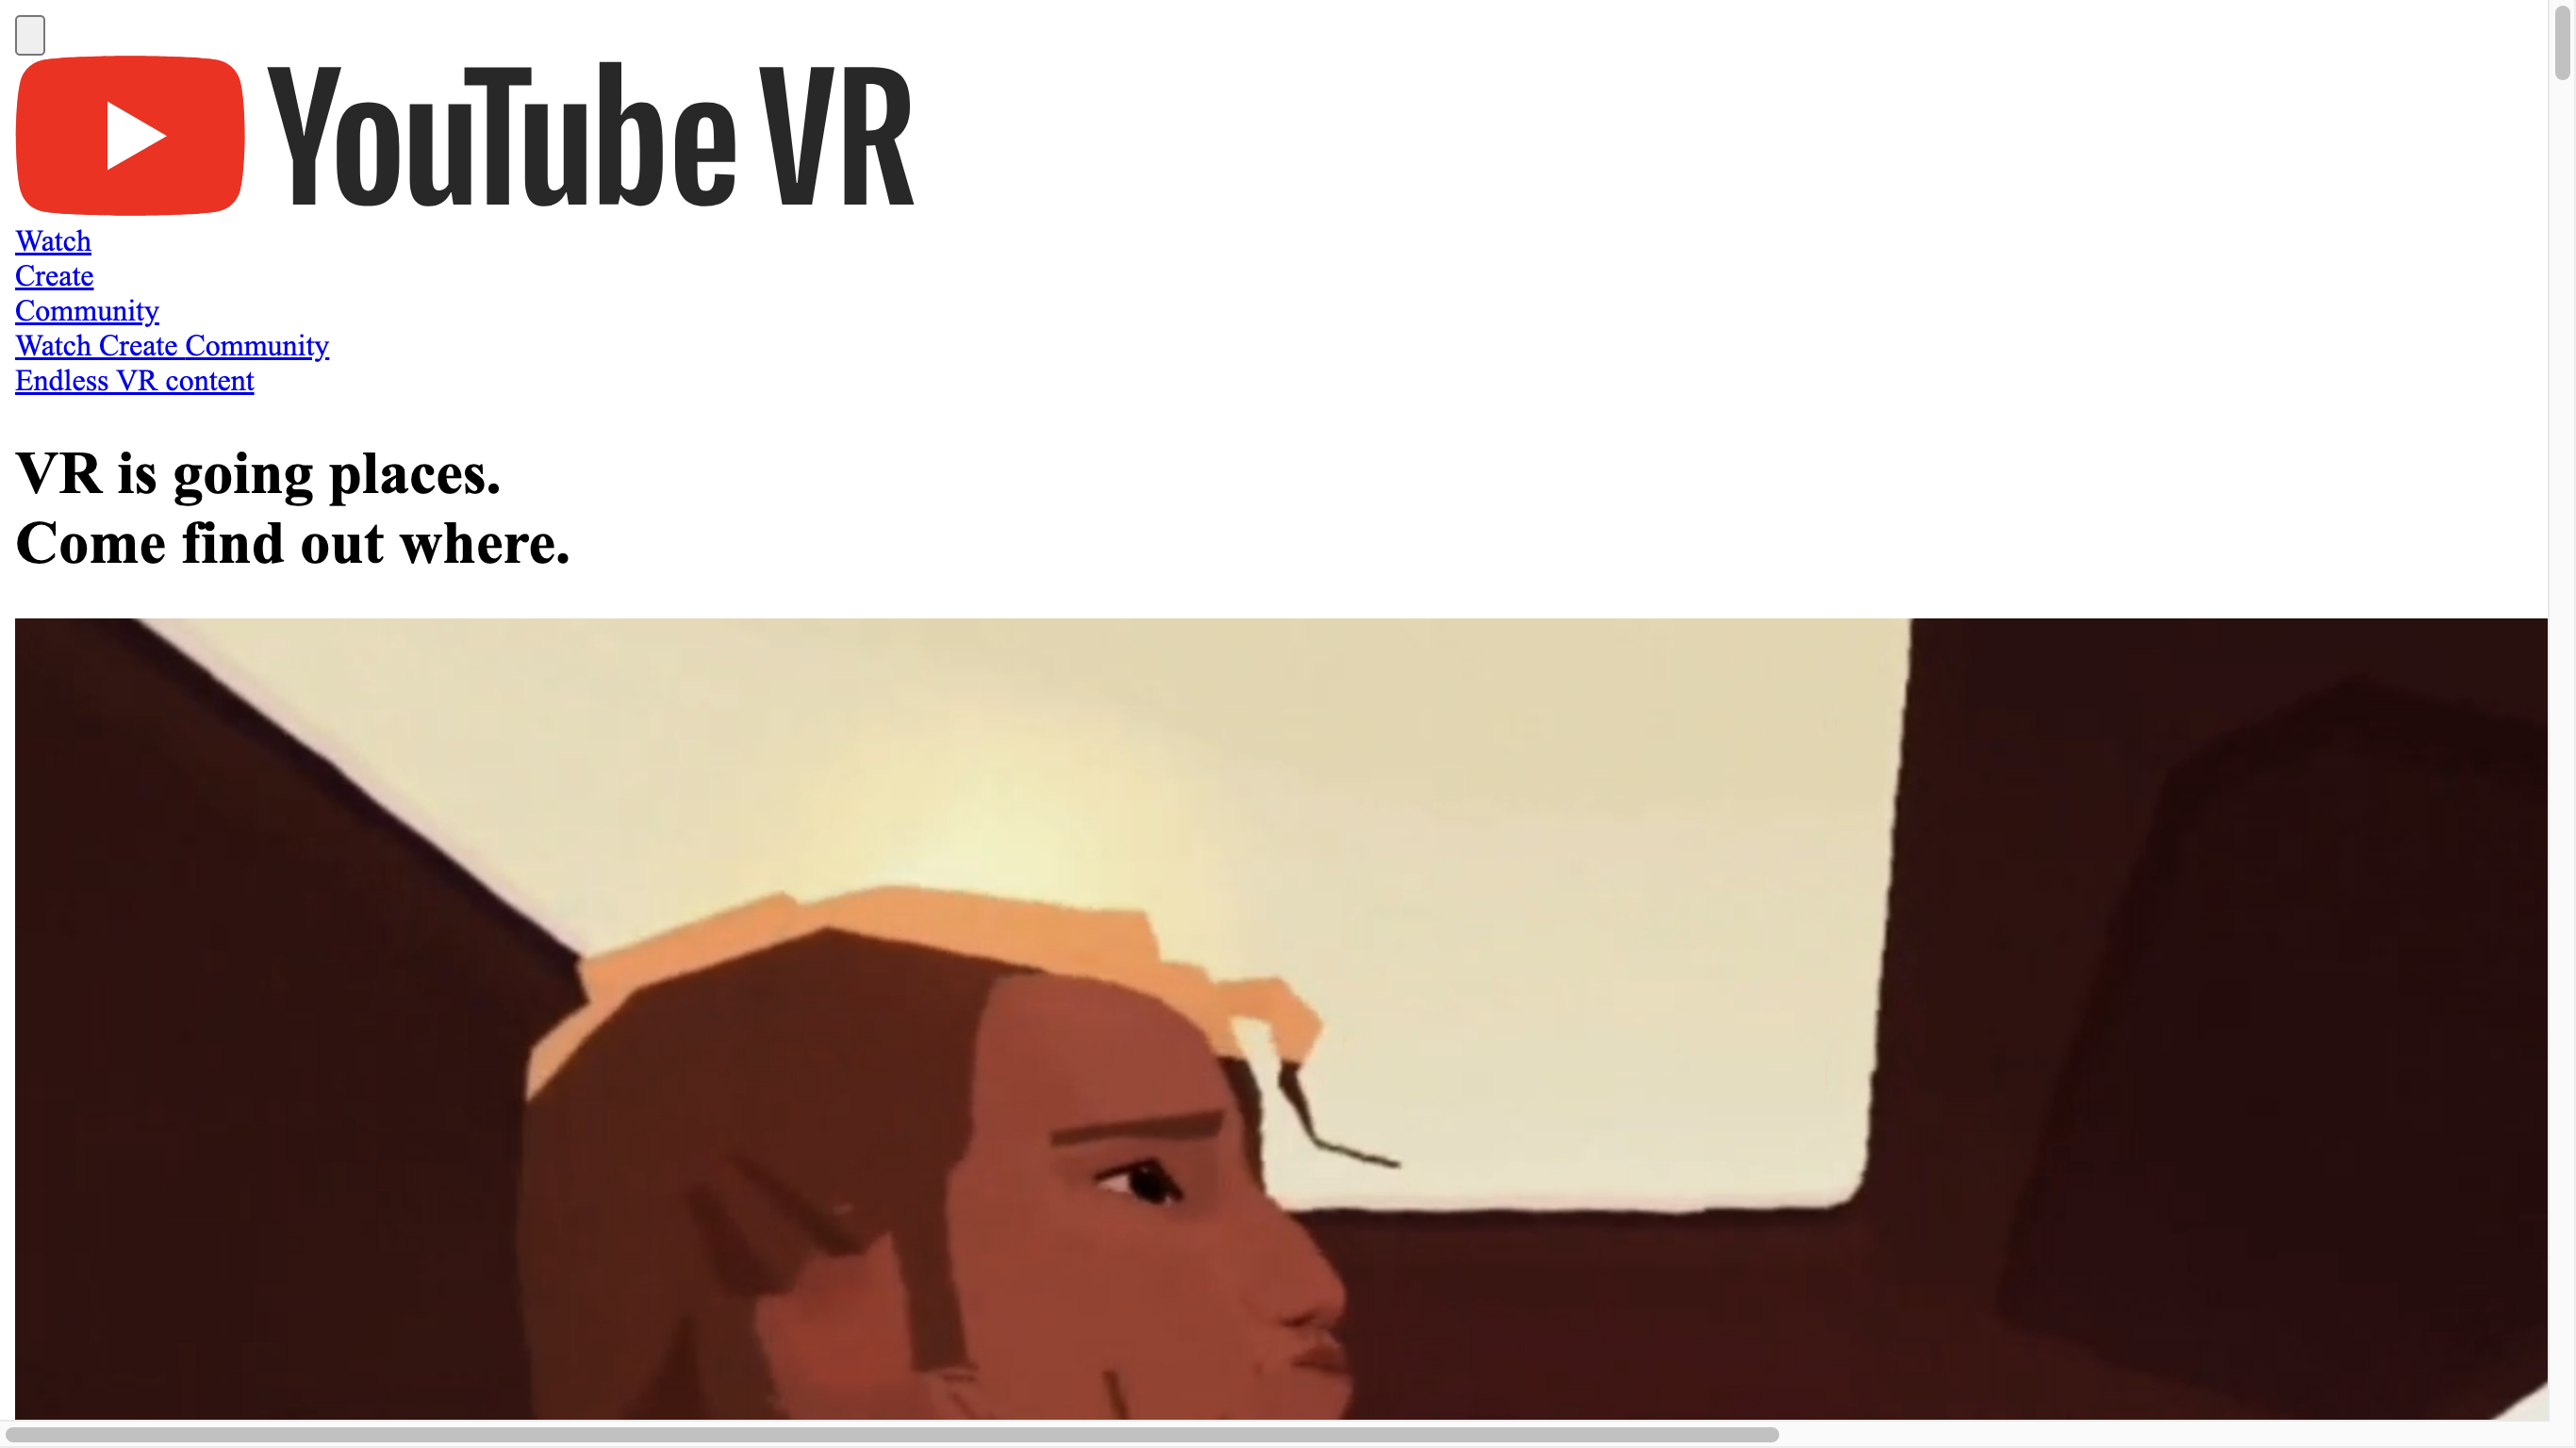 YouTube VR
Watch
Create
Community
Watch Create Community
Endless VR content
VR is going places.
Come find out where.